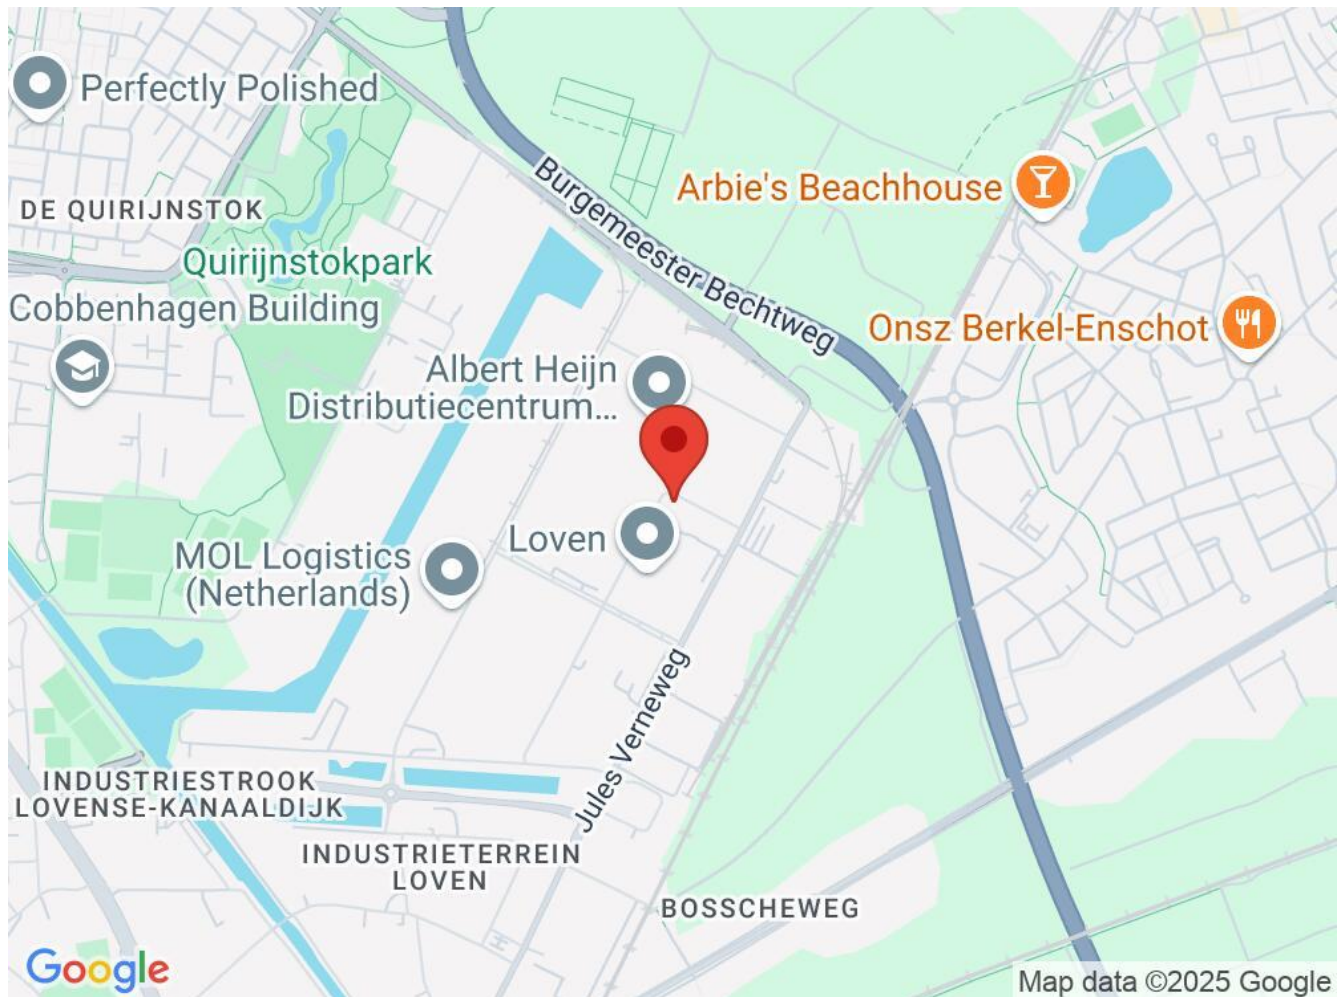 Perfectly Polished
DE QUIRIJNSTOK
Quirijnstokpark
Cobbenhagen Building
Burgemeester Bechtweg
Arbie's Beachhouse
Onsz Berkel-Enschot
Albert Heijn
Distributiecentrum...
Loven
MOL Logistics
(Netherlands)
Jules Verneweg
INDUSTRIESTROOK
LOVENSE-KANAALDIJK
INDUSTRIETERREIN
LOVEN
BOSSCHEWEG
Google
Map data ©2025 Google